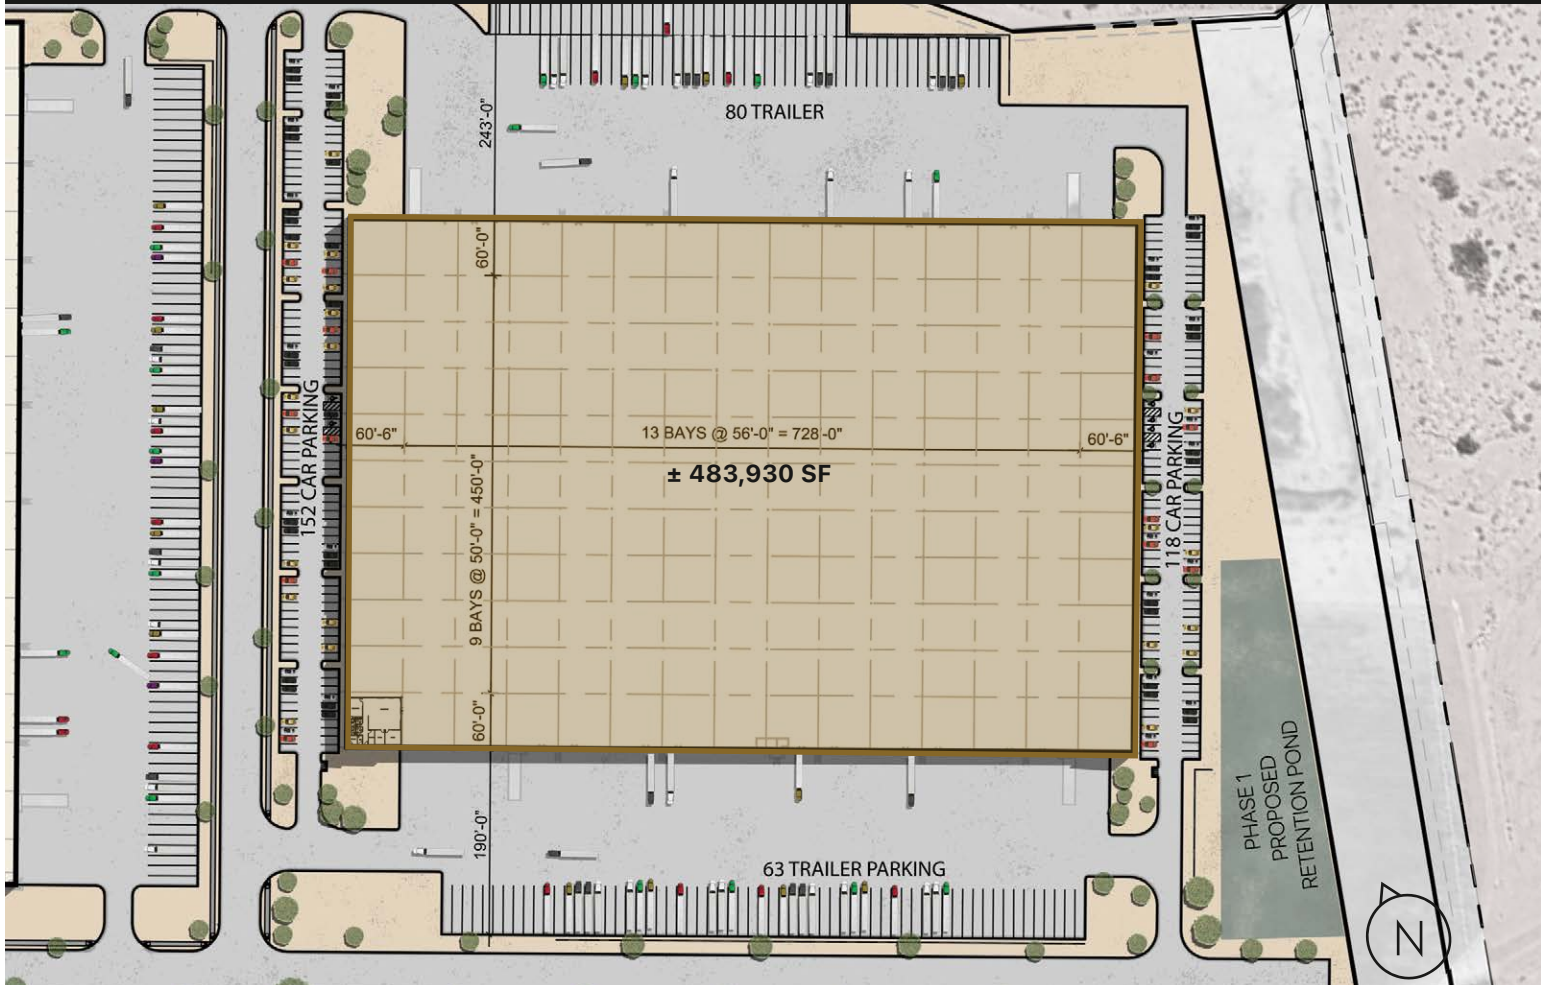 80 TRAILER
243'-0"
60'-0"
152 CAR PARKING
60'-6"
13 BAYS @ 56'-0" = 728'-0"
60'-6"
± 483,930 SF
118 CAR PARKING
9 BAYS @ 50'-0" = 450'-0"
60'-0"
190'-0"
63 TRAILER PARKING
PHASE 1
PROPOSED
RETENTION POND
N